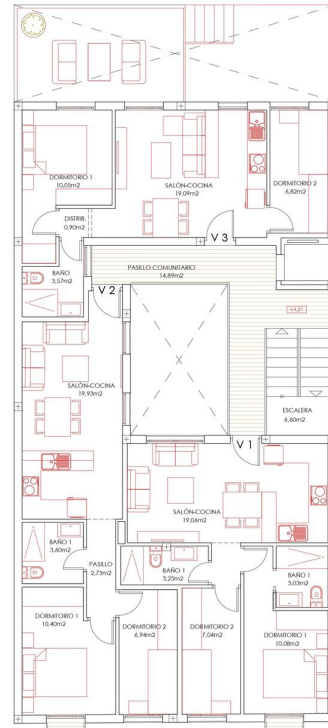 DORMITORIO 1
10,05m²
SALÓN-COCINA
19,09m²
DORMITORIO 2
6,82m²
DISTRIB.
0,90m²
V 3
BAÑO
3,57m²
PASILLO COMUNITARIO
14,89m²
V 2
+4,21
SALÓN-COCINA
19,93m²
ESCALERA
6,60m²
V 1
SALÓN-COCINA
19,06m²
BAÑO 1
3,60m²
PASILLO
2,73m²
BAÑO 1
3,25m²
BAÑO 1
3,03m²
DORMITORIO 1
10,40m²
DORMITORIO 2
6,94m²
DORMITORIO 2
7,04m²
DORMITORIO 1
10,08m²